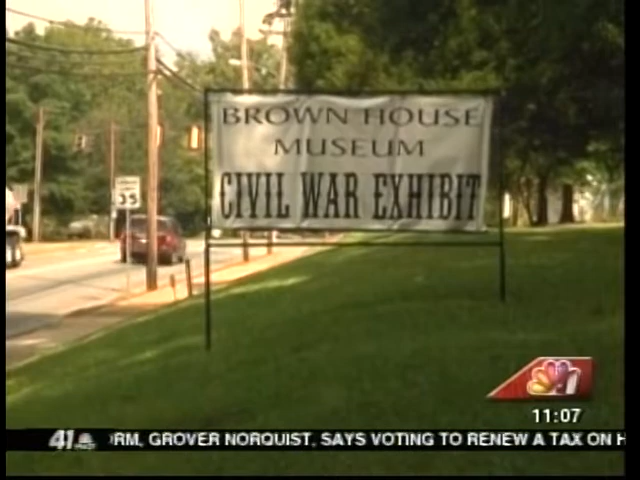 BROWN HOUSE
MUSEUM
CIVIL WAR EXHIBIT
35
11:07
41 RM, GROVER NORQUIST, SAYS VOTING TO RENEW A TAX ON H